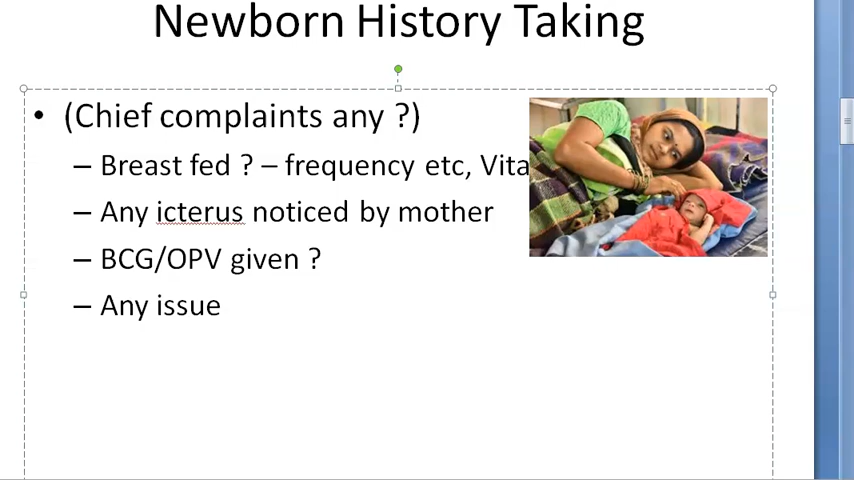 Newborn History Taking
• (Chief complaints any ?)
– Breast fed ? – frequency etc, Vita
– Any icterus noticed by mother
– BCG/OPV given ?
– Any issue